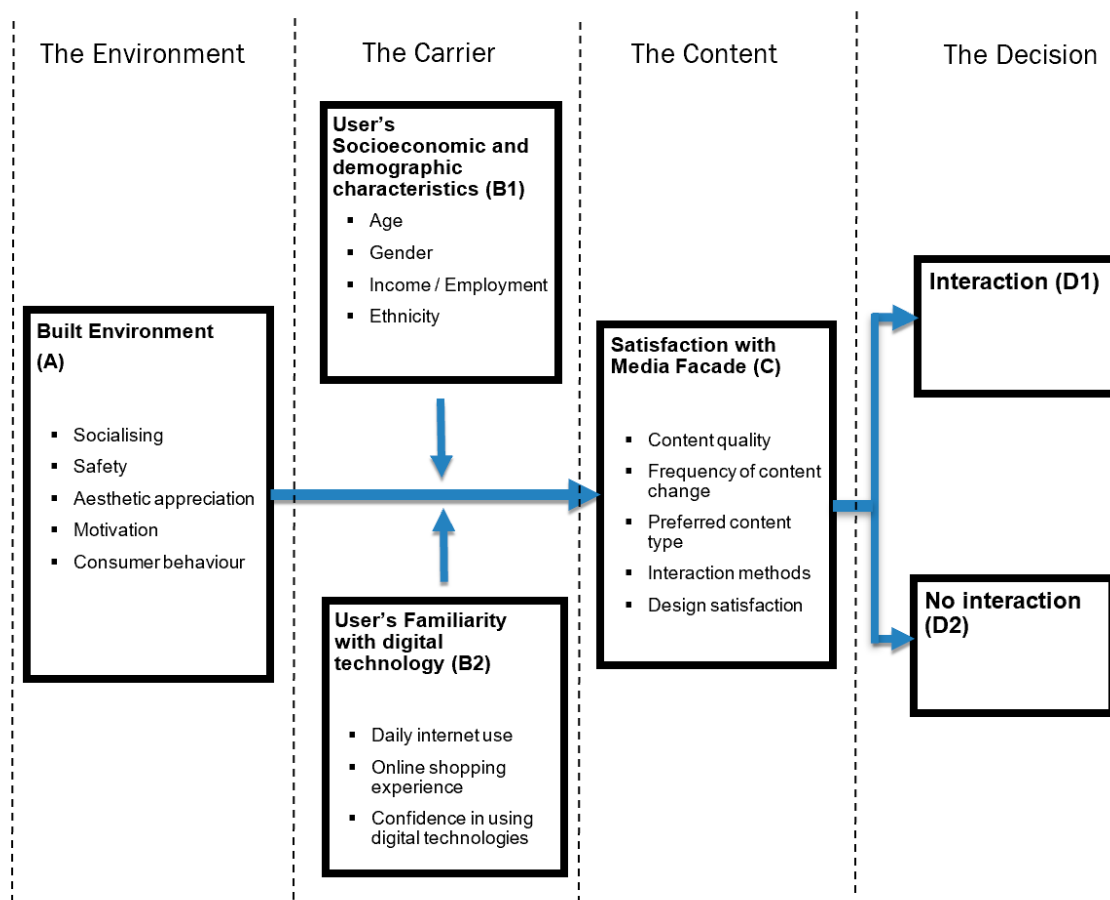 The Environment
The Carrier
The Content
The Decision
Built Environment
(A)
Socialising
Safety
Aesthetic appreciation
Motivation
Consumer behaviour
User's
Socioeconomic and
demographic
characteristics (B1)
Age
Gender
Income / Employment
Ethnicity
User's Familiarity
with digital
technology (B2)
Daily internet use
Online shopping
experience
Confidence in using
digital technologies
Satisfaction with
Media Facade (C)
Content quality
Frequency of content
change
Preferred content
type
Interaction methods
Design satisfaction
Interaction (D1)
No interaction
(D2)